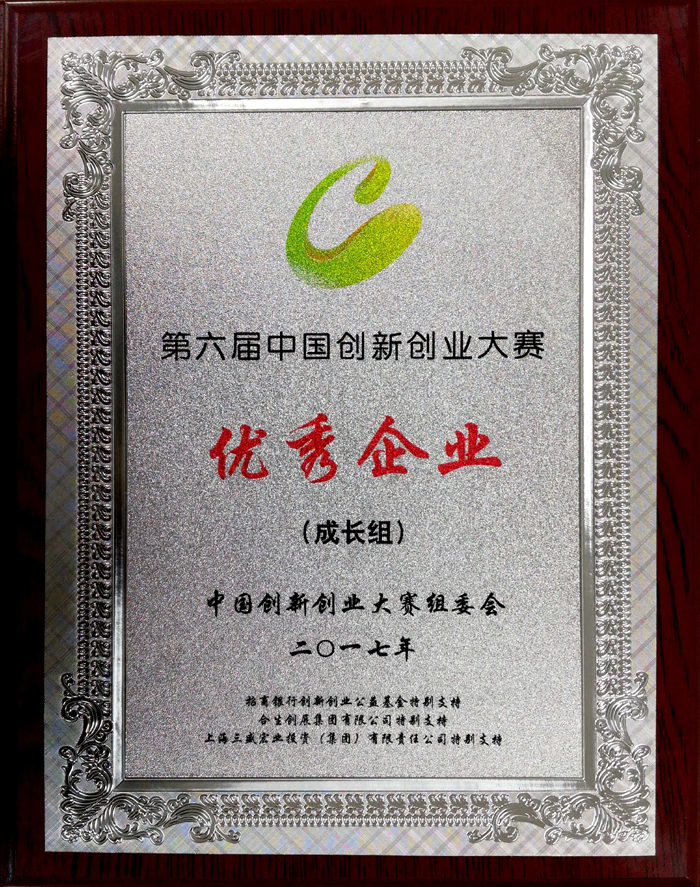 第六届中国创新创业大赛
优秀企业
（成长组）
中国创新创业大赛组委会
二〇一七年
招商银行创新创业公益基金特别支持
合生创展集团有限公司特别支持
上海三盛宏业投资（集团）有限责任公司特别支持